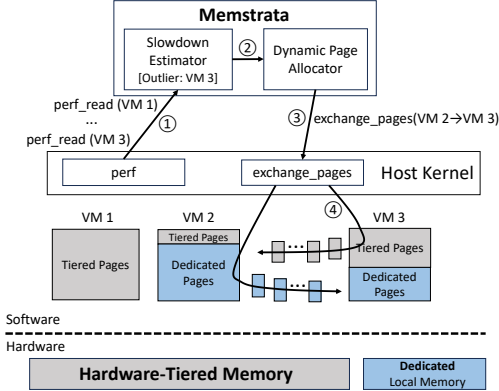 Memstrata
Slowdown
Estimator
[Outlier: VM 3]
②
Dynamic Page
Allocator
perf_read (VM 1)
...
perf_read (VM 3)
①
③
exchange_pages(VM 2→VM 3)
perf
exchange_pages
Host Kernel
④
VM 1
VM 2
VM 3
Tiered Pages
Tiered Pages
Dedicated
Pages
...
...
Tiered Pages
Dedicated
Pages
Software
Hardware
Hardware-Tiered Memory
Dedicated
Local Memory